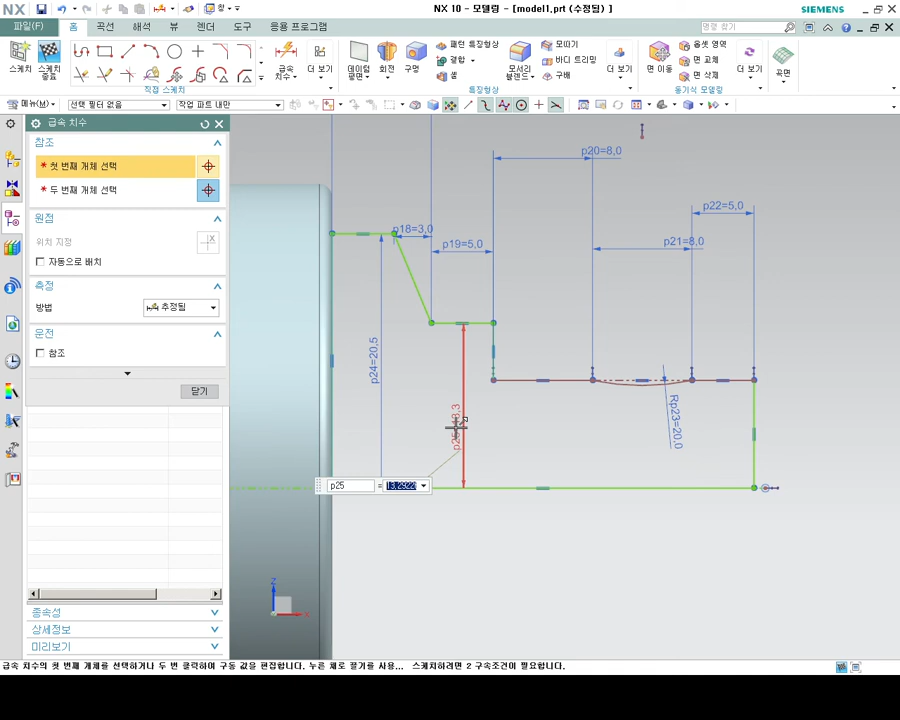 NX
창 ▾
NX 10 - 모델링 - [model1.prt (수정됨) ]
SIEMENS
파일(F)
홈
곡선
해석
뷰
렌더
도구
응용 프로그램
명령 찾기
스케치
스케치 종료
급속 치수
더 보기
직접 스케치
데이텀 평면
회전
구멍
패턴 특징형상
결합
셸
모서리 블렌드
모따기
바디 트리밍
구배
더 보기
특징형상
면 이동
옵셋 영역
면 교체
면 삭제
더 보기
동기식 모델링
곡면
메뉴(M)
선택 필터 없음
작업 파트 내만
급속 치수
참조
* 첫 번째 개체 선택
* 두 번째 개체 선택
원점
위치 지정
자동으로 배치
측정
방법
추정됨
운전
참조
닫기
종속성
상세정보
미리보기
p20=8,0
p22=5,0
p18=3,0
p19=5,0
p21=8,0
p24=20,5
Rp23=20,0
p25
=
13,2922
Z
급속 치수의 첫 번째 개체를 선택하거나 두 번 클릭하여 구동 값을 편집합니다. 누른 채로 끌기를 사용... 스케치하려면 2 구속조건이 필요합니다.